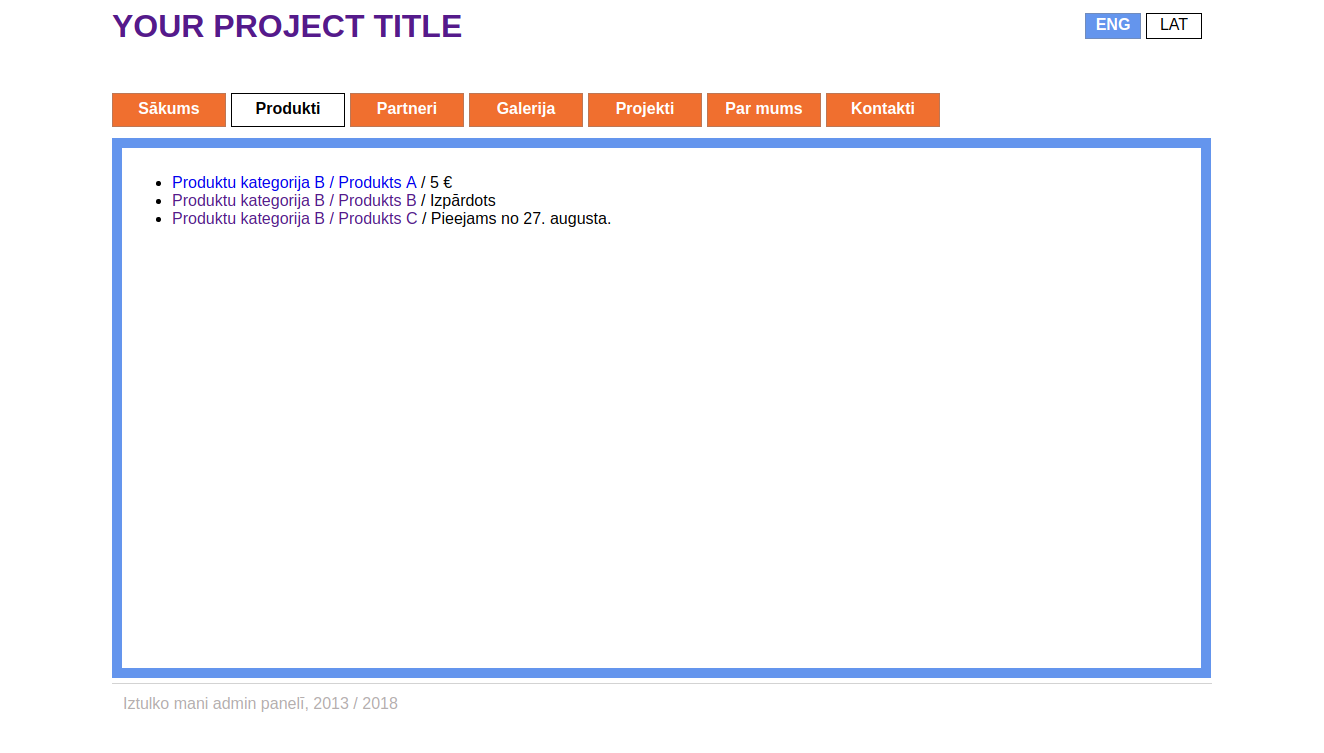 YOUR PROJECT TITLE
ENG LAT
Sākums Produkti Partneri Galerija Projekti Par mums Kontakti
Produktu kategorija B / Produkts A / 5 €
Produktu kategorija B / Produkts B / Izpārdots
Produktu kategorija B / Produkts C / Pieejams no 27. augusta.
Iztulko mani admin panelī, 2013 / 2018